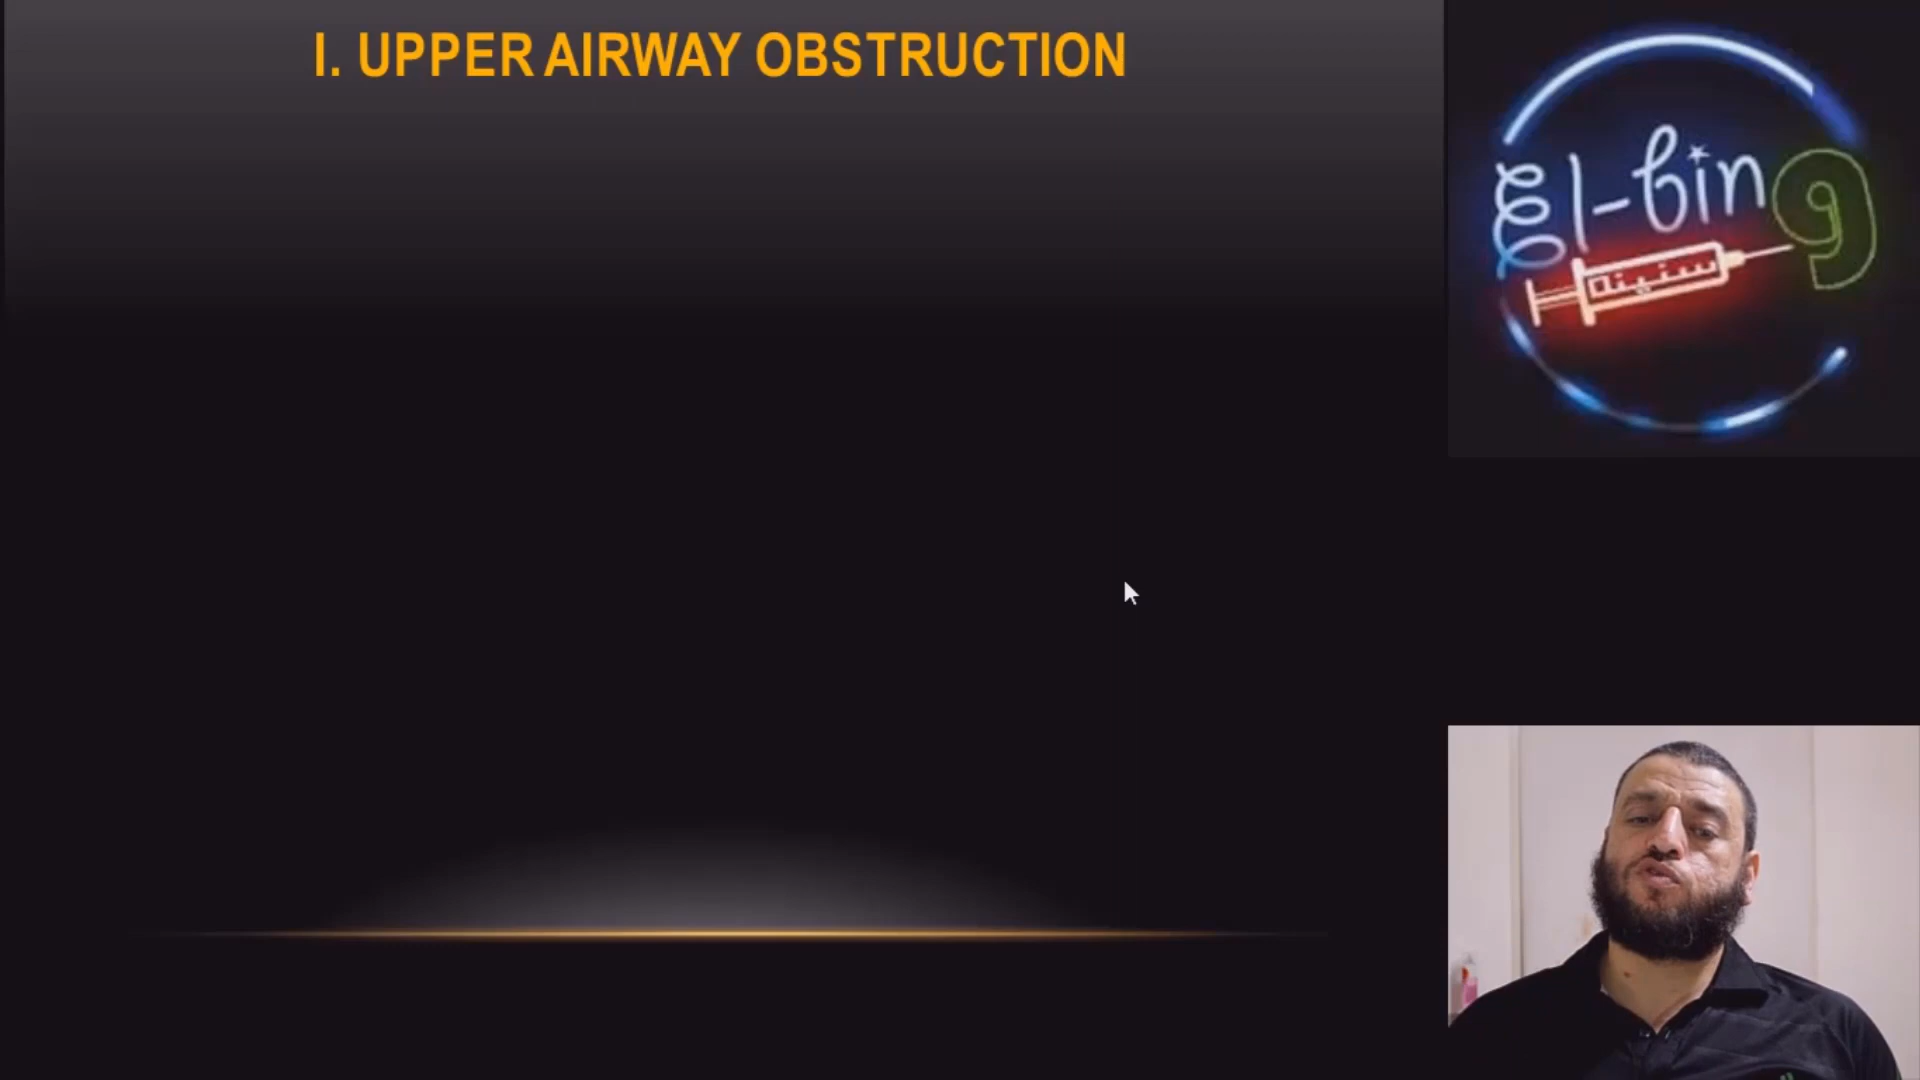 I. UPPER AIRWAY OBSTRUCTION
El-bing
سنينة